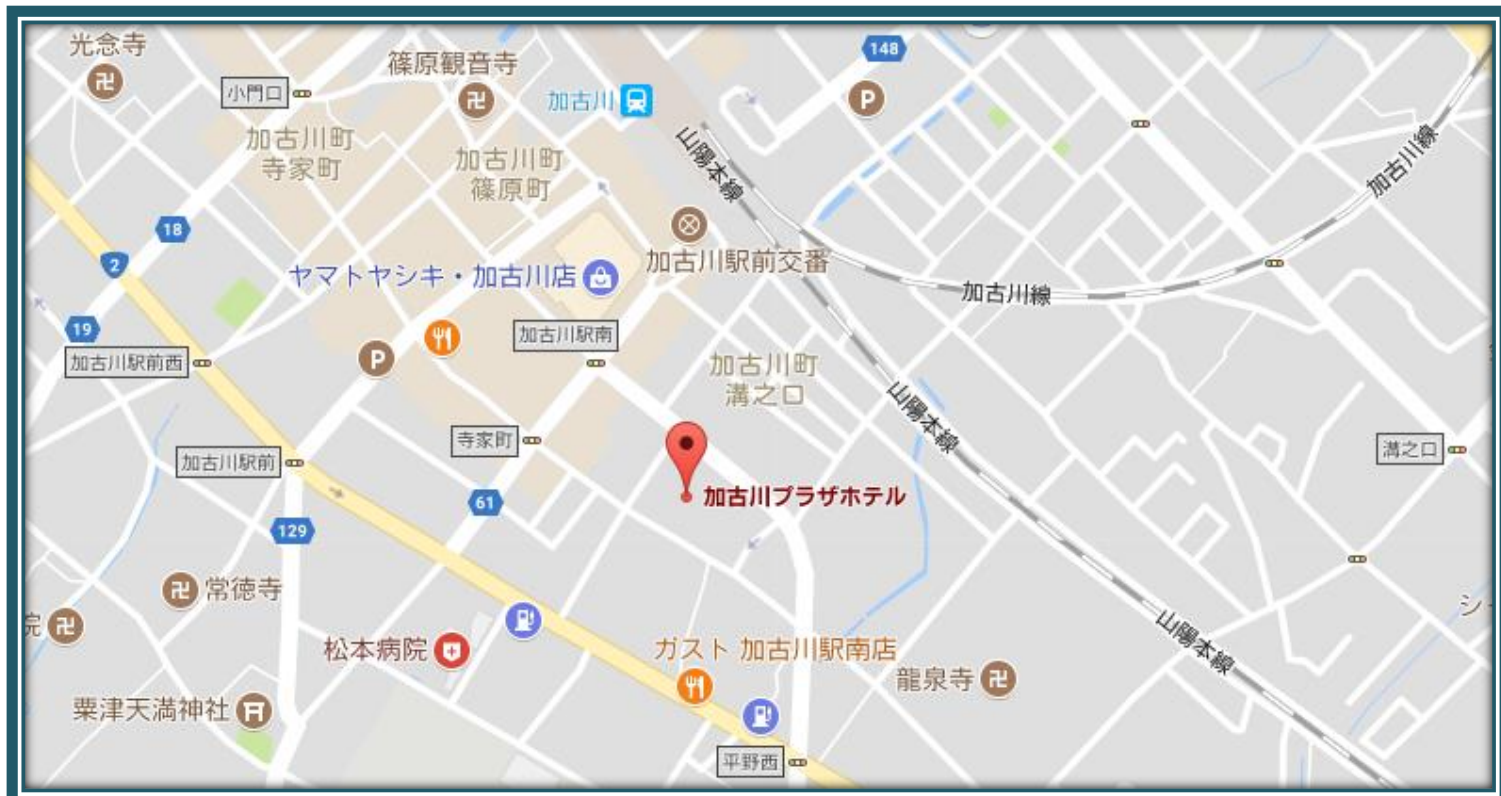 光念寺
148
篠原観音寺
小門口
加古川
P
加古川町
寺家町
加古川町
篠原町
山陽本線
加古川線
18
加古川駅前交番
2
ヤマトヤシキ・加古川店
加古川線
19
加古川駅南
加古川駅前西
P
加古川町
溝之口
山陽本線
寺家町
溝之口
加古川駅前
61
加古川プラザホテル
129
常徳寺
シ
院
松本病院
ガスト 加古川駅南店
山陽本線
龍泉寺
粟津天満神社
平野西